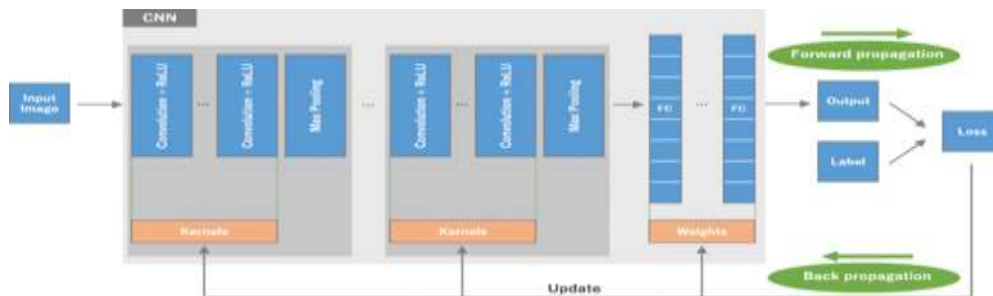 CNN
Input
Image
Convolution + ReLU
...
Convolution + ReLU
Max Pooling
...
Convolution + ReLU
...
Convolution + ReLU
Max Pooling
FC
...
FC
Kernels
Kernels
Weights
Forward propagation
Output
Label
Loss
Back propagation
Update